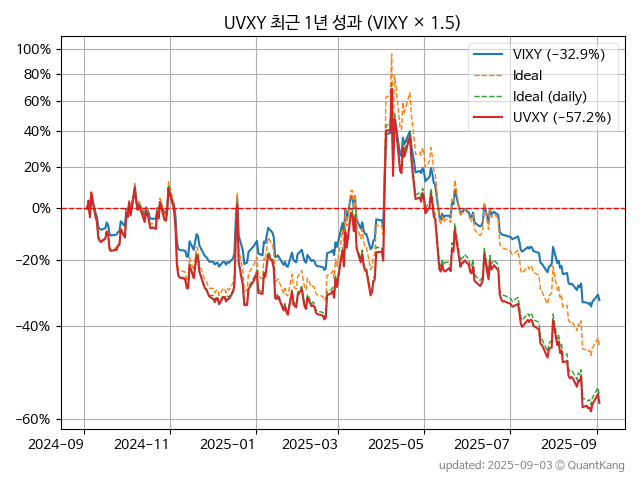 UVXY 최근 1년 성과 (VIXY × 1.5)
100%
80%
60%
40%
20%
0%
−20%
−40%
−60%
VIXY (−32.9%)
Ideal
Ideal (daily)
UVXY (−57.2%)
2024-09 2024-11 2025-01 2025-03 2025-05 2025-07 2025-09
updated: 2025-09-03 © QuantKang